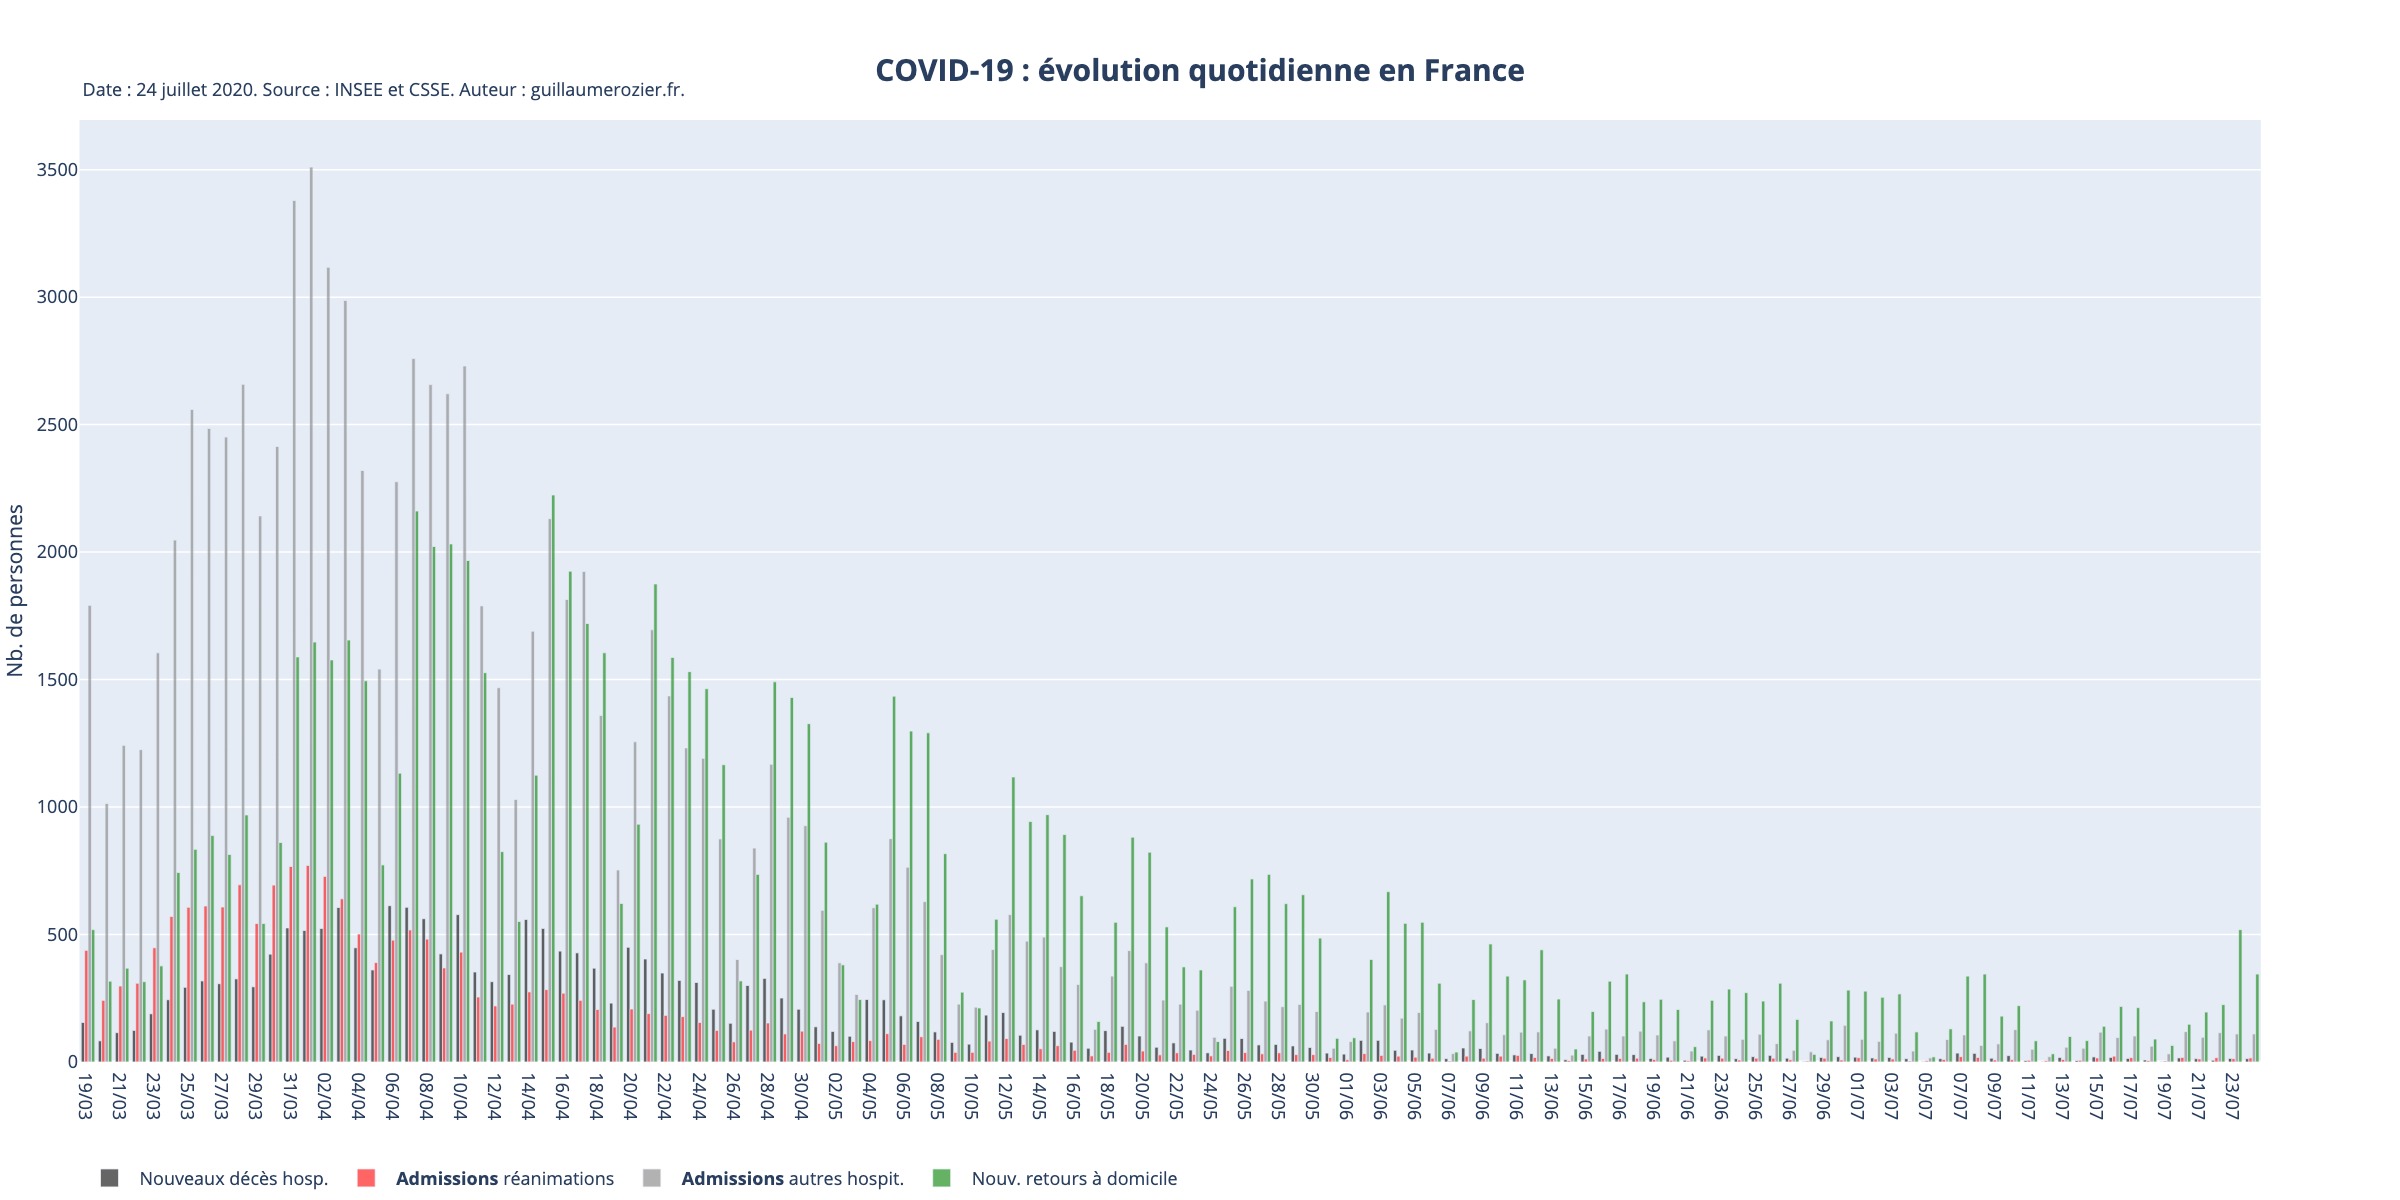 COVID-19 : évolution quotidienne en France
Date : 24 juillet 2020. Source : INSEE et CSSE. Auteur : guillaumerozier.fr.
Nb. de personnes
3500
3000
2500
2000
1500
1000
500
0
19/03 21/03 23/03 25/03 27/03 29/03 31/03 02/04 04/04 06/04 08/04 10/04 12/04 14/04 16/04 18/04 20/04 22/04 24/04 26/04 28/04 30/04 02/05 04/05 06/05 08/05 10/05 12/05 14/05 16/05 18/05 20/05 22/05 24/05 26/05 28/05 30/05 01/06 03/06 05/06 07/06 09/06 11/06 13/06 15/06 17/06 19/06 21/06 23/06 25/06 27/06 29/06 01/07 03/07 05/07 07/07 09/07 11/07 13/07 15/07 17/07 19/07 21/07 23/07
Nouveaux décès hosp. Admissions réanimations Admissions autres hospit. Nouv. retours à domicile